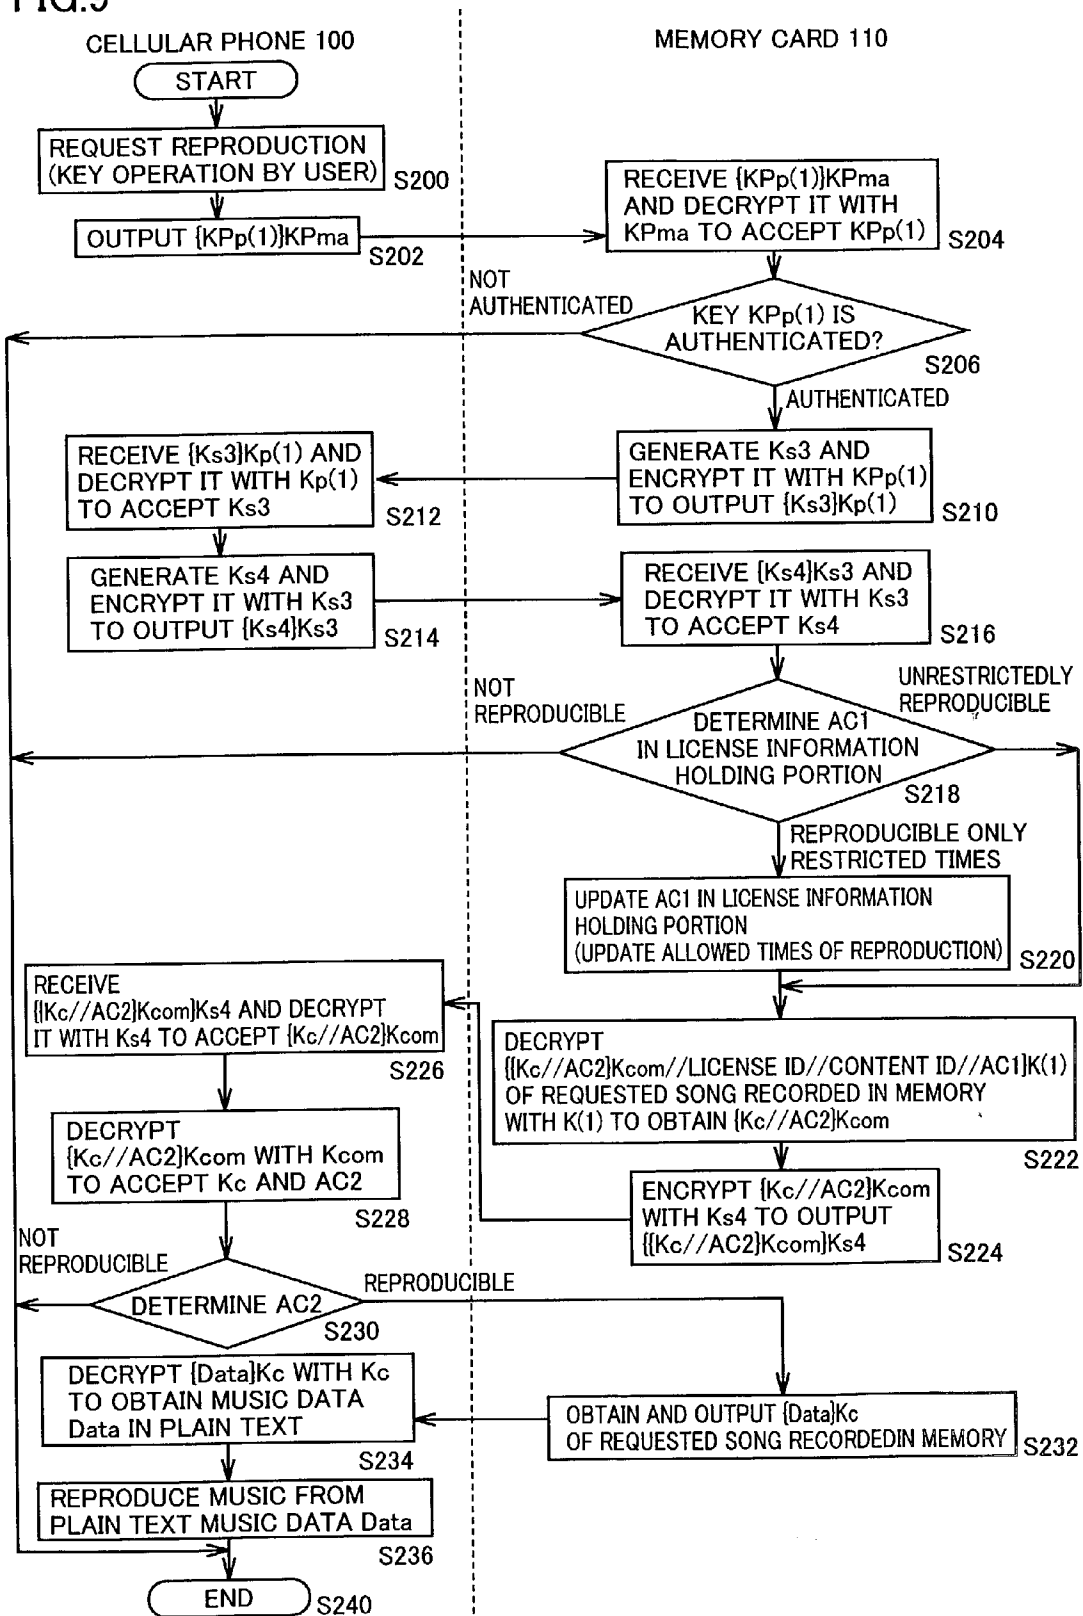 CELLULAR PHONE 100
MEMORY CARD 110
START
REQUEST REPRODUCTION
(KEY OPERATION BY USER)
S200
OUTPUT {KPp(1)}KPma
S202
RECEIVE {KPp(1)}KPma
AND DECRYPT IT WITH
KPma TO ACCEPT KPp(1)
S204
NOT
AUTHENTICATED
KEY KPp(1) IS
AUTHENTICATED?
S206
AUTHENTICATED
GENERATE Ks3 AND
ENCRYPT IT WITH KPp(1)
TO OUTPUT {Ks3}Kp(1)
S210
RECEIVE {Ks3}Kp(1) AND
DECRYPT IT WITH Kp(1)
TO ACCEPT Ks3
S212
GENERATE Ks4 AND
ENCRYPT IT WITH Ks3
TO OUTPUT {Ks4}Ks3
S214
RECEIVE {Ks4}Ks3 AND
DECRYPT IT WITH Ks3
TO ACCEPT Ks4
S216
NOT
REPRODUCIBLE
UNRESTRICTEDLY
REPRODUCIBLE
DETERMINE AC1
IN LICENSE INFORMATION
HOLDING PORTION
S218
REPRODUCIBLE ONLY
RESTRICTED TIMES
UPDATE AC1 IN LICENSE INFORMATION
HOLDING PORTION
(UPDATE ALLOWED TIMES OF REPRODUCTION)
S220
DECRYPT
{{Kc//AC2}Kcom//LICENSE ID//CONTENT ID//AC1}K(1)
OF REQUESTED SONG RECORDED IN MEMORY
WITH K(1) TO OBTAIN {Kc//AC2}Kcom
S222
ENCRYPT {Kc//AC2}Kcom
WITH Ks4 TO OUTPUT
{{Kc//AC2}Kcom}Ks4
S224
RECEIVE
{{Kc//AC2}Kcom}Ks4 AND DECRYPT
IT WITH Ks4 TO ACCEPT {Kc//AC2}Kcom
S226
DECRYPT
{Kc//AC2}Kcom WITH Kcom
TO ACCEPT Kc AND AC2
S228
NOT
REPRODUCIBLE
REPRODUCIBLE
DETERMINE AC2
S230
OBTAIN AND OUTPUT {Data}Kc
OF REQUESTED SONG RECORDEDIN MEMORY
S232
DECRYPT {Data}Kc WITH Kc
TO OBTAIN MUSIC DATA
Data IN PLAIN TEXT
S234
REPRODUCE MUSIC FROM
PLAIN TEXT MUSIC DATA Data
S236
END
S240